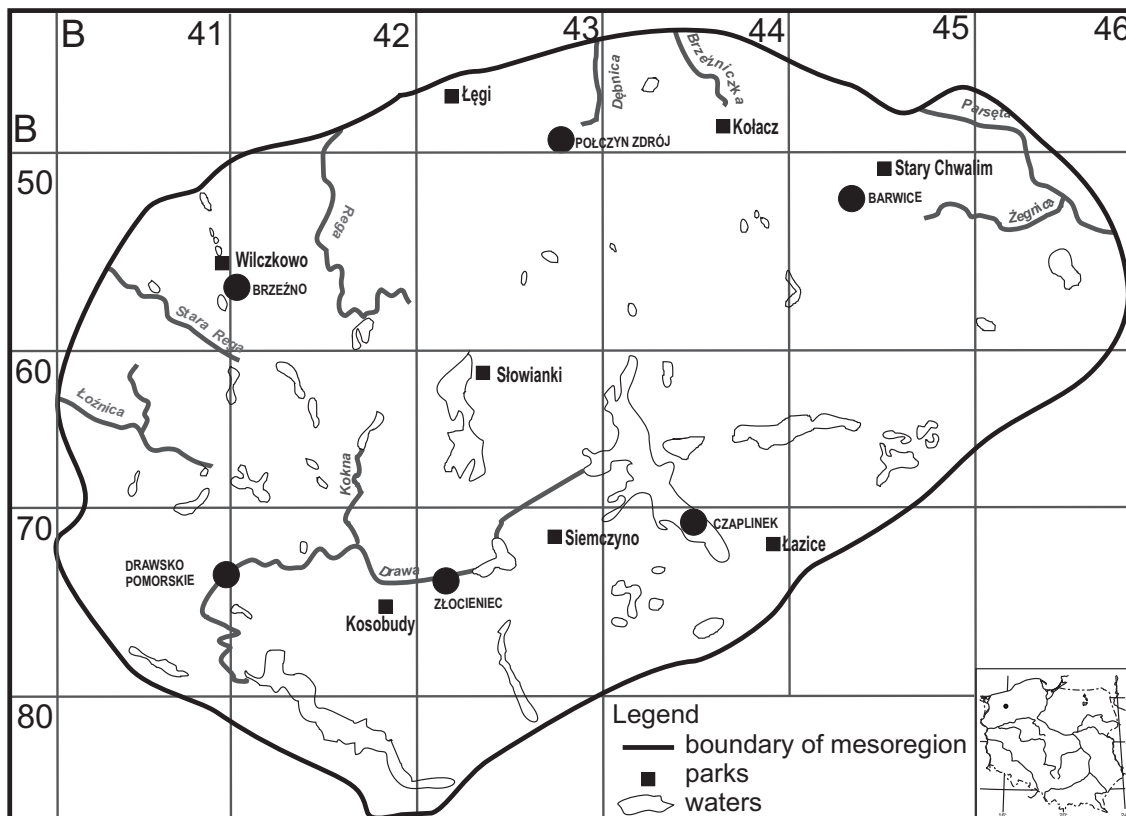 B 41 42 43 44 45 46
B
50
60
70
80
Łęgi
Dębnica
Brzeźniczka
Kołacz
Parsęta
POŁCZYN ZDRÓJ
Stary Chwalim
BARWICE
Żegnica
Rega
Wilczkowo
BRZEŹNO
Stara Rega
Słowianki
Łoźnica
Kokna
Siemczyno
CZAPLINEK
Łazice
DRAWSKO
POMORSKIE
Drawa
ZŁOCIENIEC
Kosobudy
Legend
boundary of mesoregion
parks
waters